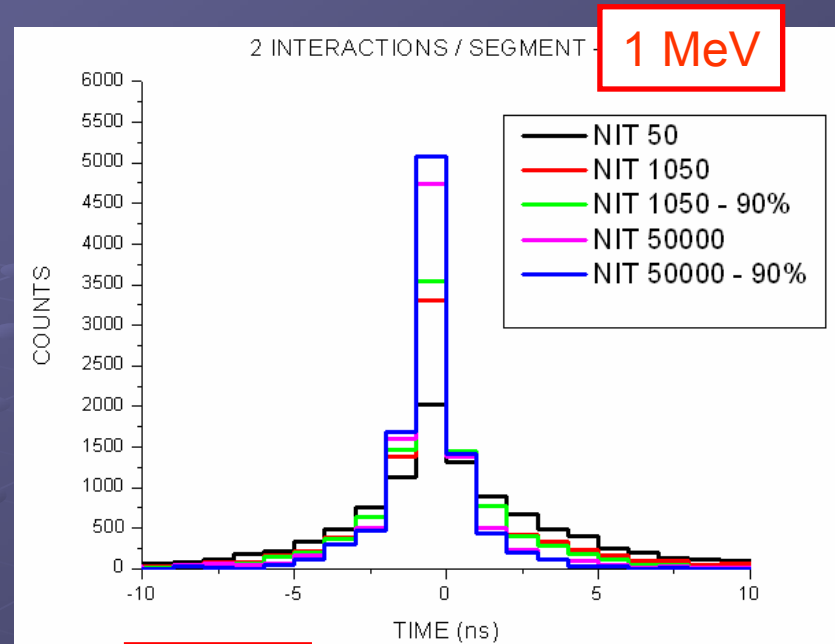 2 INTERACTIONS / SEGMENT -
1 MeV
6000
5500
5000
4500
4000
3500
3000
2500
2000
1500
1000
500
0
COUNTS
NIT 50
NIT 1050
NIT 1050 - 90%
NIT 50000
NIT 50000 - 90%
-10
-5
0
5
10
TIME (ns)